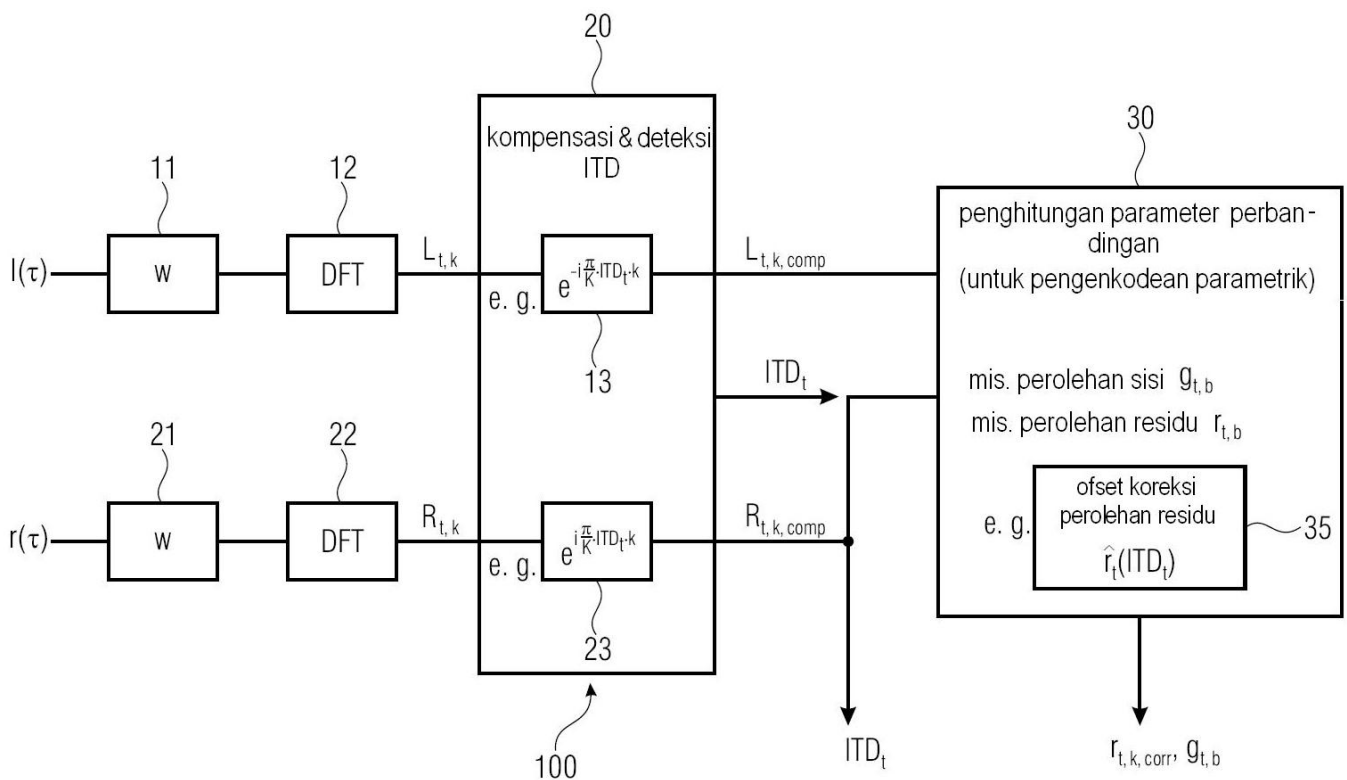 20
kompensasi & deteksi
ITD
30
penghitungan parameter perban-
dingan
(untuk pengenkodean parametrik)
11
12
l(τ)
w
DFT
L_{t,k}
e. g.
e^{-i\frac{π}{K}·ITD_t·k}
L_{t,k,comp}
13
ITD_t
mis. perolehan sisi g_{t,b}
mis. perolehan residu r_{t,b}
21
22
r(τ)
w
DFT
R_{t,k}
e. g.
e^{i\frac{π}{K}·ITD_t·k}
R_{t,k,comp}
23
e. g.
ofset koreksi
perolehan residu
r̂_t(ITD_t)
35
100
ITD_t
r_{t,k,corr}, g_{t,b}